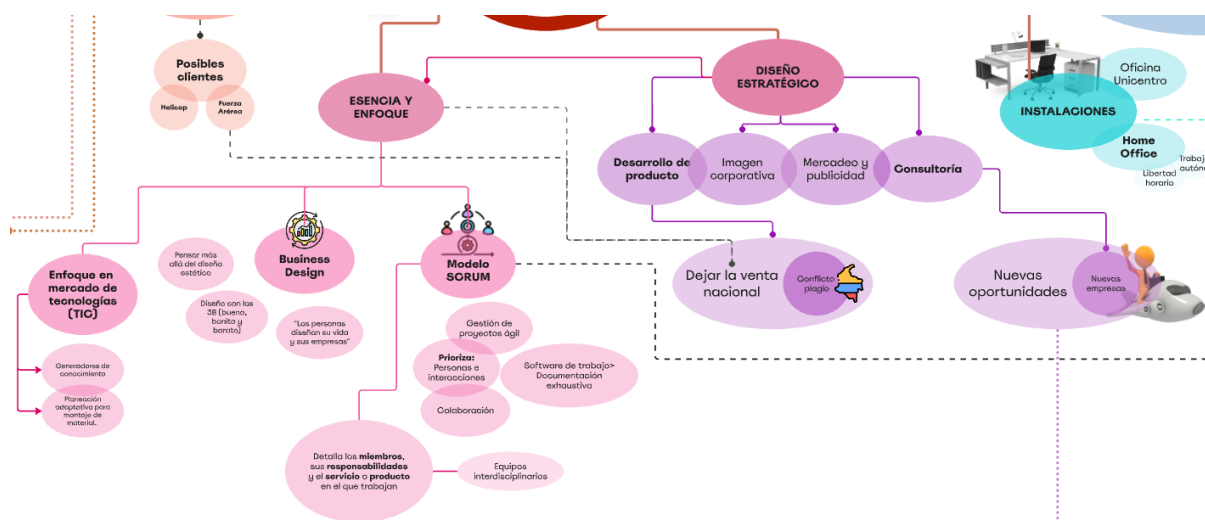 Posibles
clientes
Helicop
Fuerza
Aérea
ESENCIA Y
ENFOQUE
DISEÑO
ESTRATÉGICO
Oficina
Unicentro
INSTALACIONES
Home
Office
Libertad
horario
Desarrollo de
producto
Imagen
corporativa
Mercadeo y
publicidad
Consultoría
Enfoque en
mercado de
tecnologías
(TIC)
Generadores de
conocimiento
Planeación
adaptativa para
montaje de
material.
Pensar más
allá del diseño
estético
Diseño con las
3B (bueno,
bonito y
barato)
Business
Design
"Las personas
diseñan su vida
y sus empresas"
Modelo
SCRUM
Gestión de
proyectos ágil
Prioriza:
Personas e
interacciones
Software de trabajo>
Documentación
exhaustiva
Colaboración
Detalla los miembros,
sus responsabilidades
y el servicio o producto
en el que trabajan
Equipos
interdisciplinarios
Dejar la venta
nacional
Conflicto
plagio
Nuevas
oportunidades
Nuevas
empresas